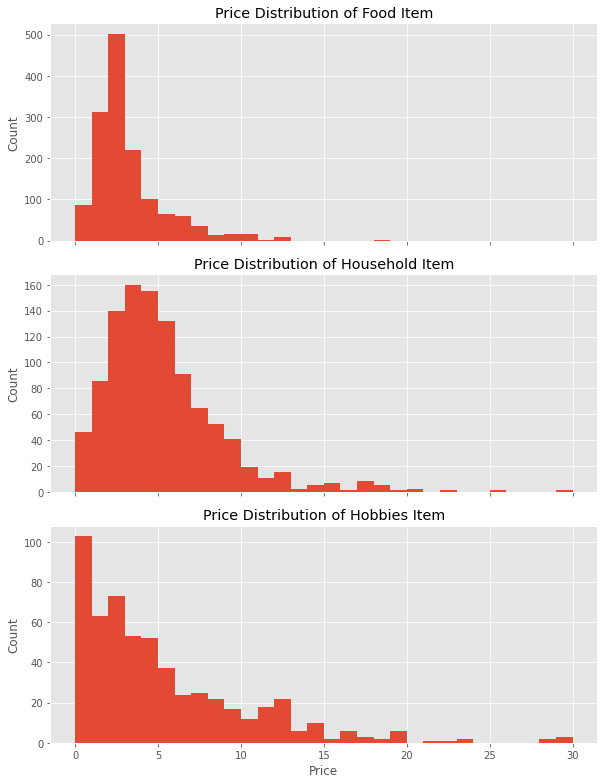 Price Distribution of Food Item
500
400
300
200
100
0
Count
Price Distribution of Household Item
160
140
120
100
80
60
40
20
0
Count
Price Distribution of Hobbies Item
100
80
60
40
20
0
Count
0 5 10 15 20 25 30
Price